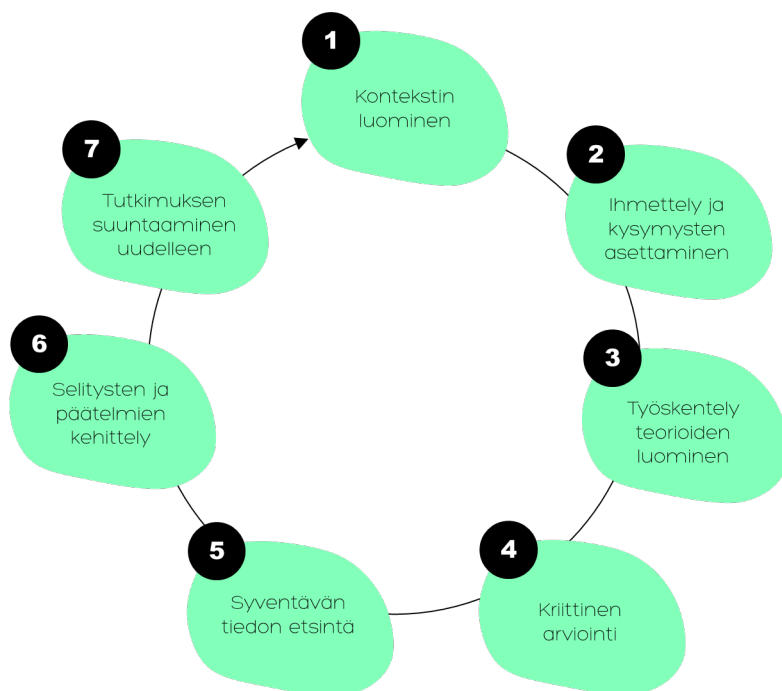 1
Kontekstin
luominen
2
Ihmettely ja
kysymysten
asettaminen
3
Työskentely
teorioiden
luominen
4
Kriittinen
arviointi
5
Syventävän
tiedon etsintä
6
Selitysten ja
päätelmien
kehittely
7
Tutkimuksen
suuntaaminen
uudelleen